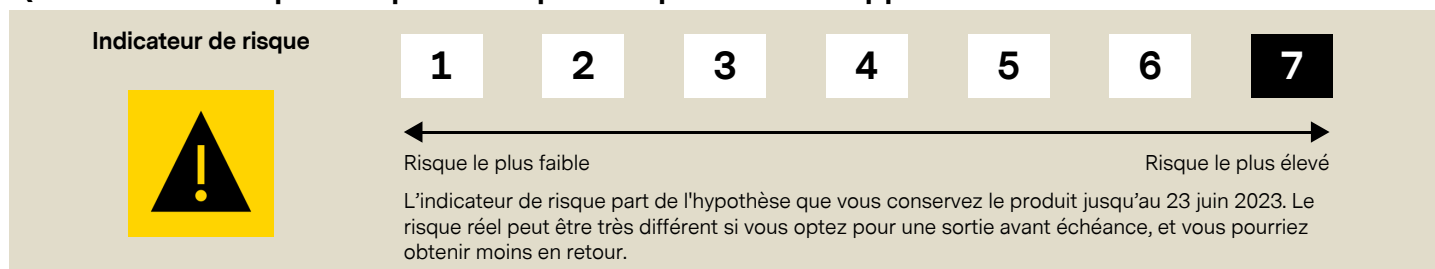 Indicateur de risque
1 2 3 4 5 6 7
Risque le plus faible Risque le plus élevé
L’indicateur de risque part de l'hypothèse que vous conservez le produit jusqu’au 23 juin 2023. Le
risque réel peut être très différent si vous optez pour une sortie avant échéance, et vous pourriez
obtenir moins en retour.